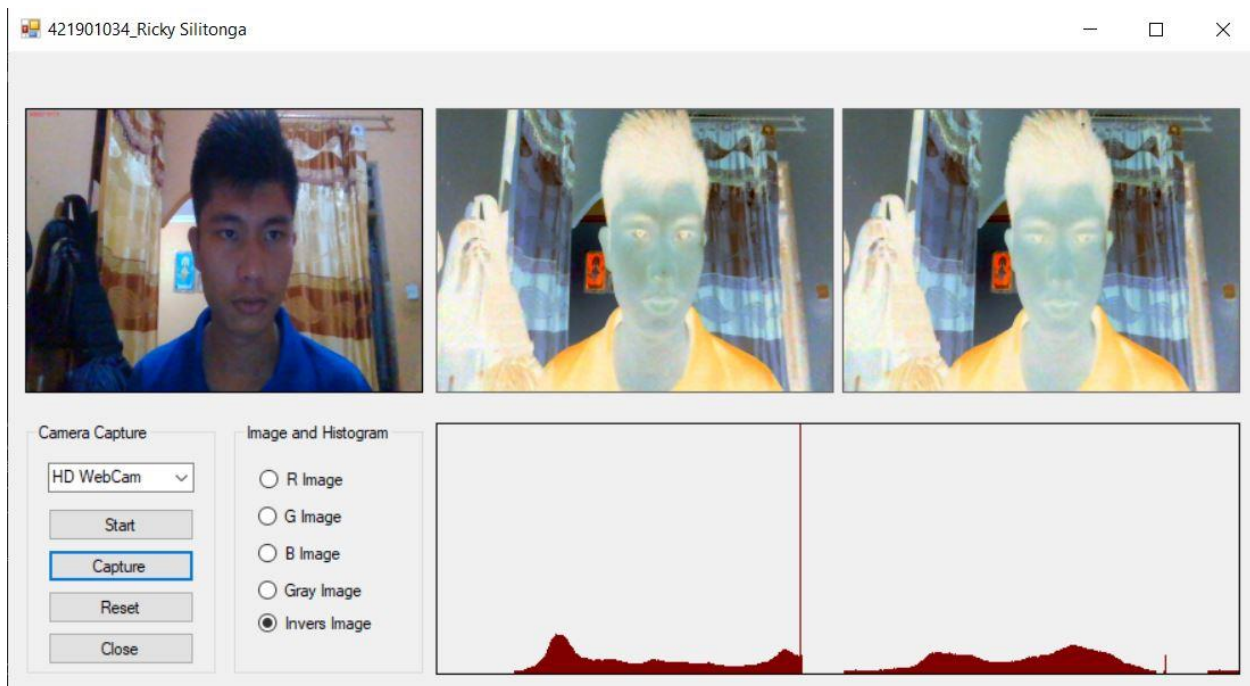 421901034_Ricky Silitonga
Camera Capture
HD WebCam
Start
Capture
Reset
Close
Image and Histogram
R Image
G Image
B Image
Gray Image
Invers Image